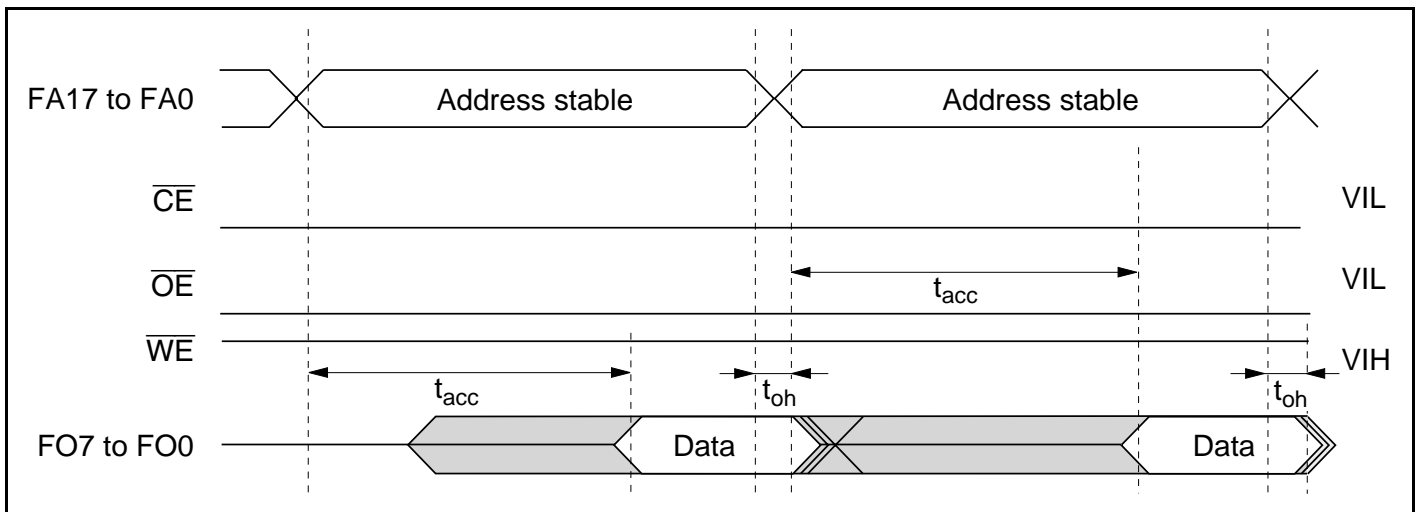 FA17 to FA0
Address stable
Address stable
CE
VIL
OE
tacc
VIL
WE
VIH
tacc
toh
toh
FO7 to FO0
Data
Data